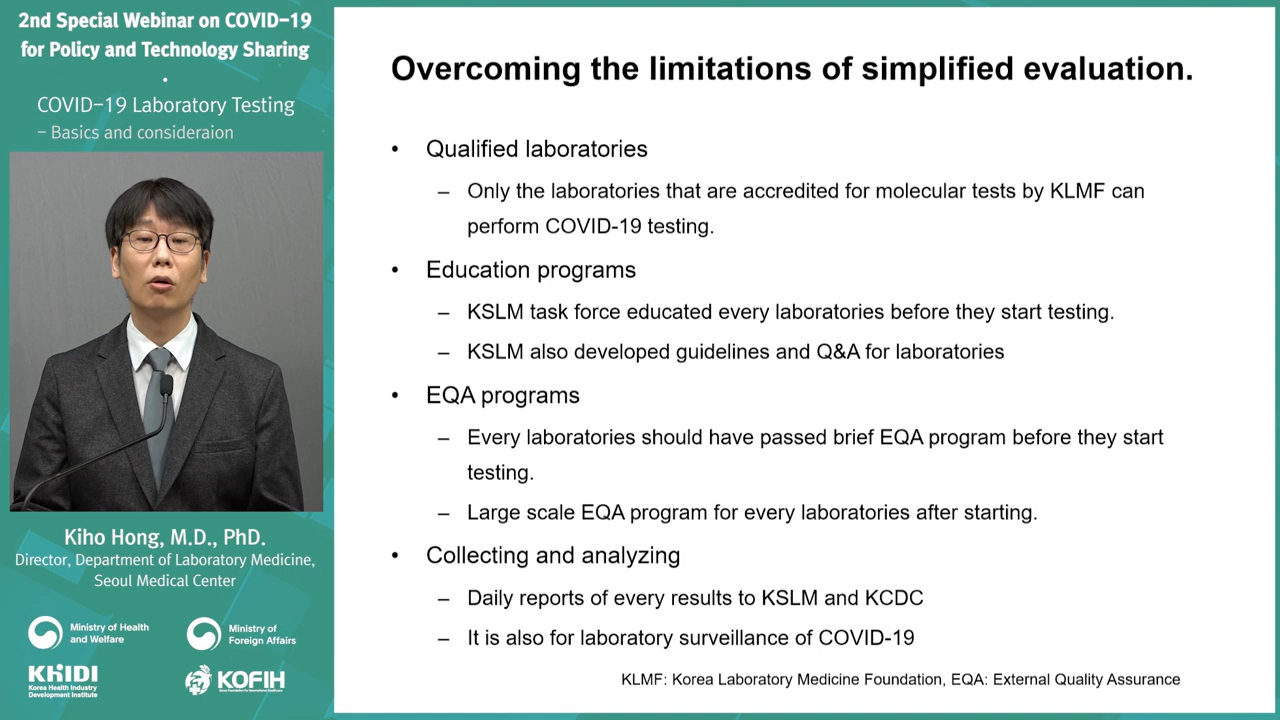 2nd Special Webinar on COVID-19
for Policy and Technology Sharing
COVID-19 Laboratory Testing
- Basics and consideraion
Kiho Hong, M.D., PhD.
Director, Department of Laboratory Medicine,
Seoul Medical Center
Ministry of Health
and Welfare
Ministry of
Foreign Affairs
KHIDI
Korea Health Industry
Development Institute
KOFIH
Korea Foundation for International Healthcare
Overcoming the limitations of simplified evaluation.
• Qualified laboratories
– Only the laboratories that are accredited for molecular tests by KLMF can
perform COVID-19 testing.
• Education programs
– KSLM task force educated every laboratories before they start testing.
– KSLM also developed guidelines and Q&A for laboratories
• EQA programs
– Every laboratories should have passed brief EQA program before they start
testing.
– Large scale EQA program for every laboratories after starting.
• Collecting and analyzing
– Daily reports of every results to KSLM and KCDC
– It is also for laboratory surveillance of COVID-19
KLMF: Korea Laboratory Medicine Foundation, EQA: External Quality Assurance